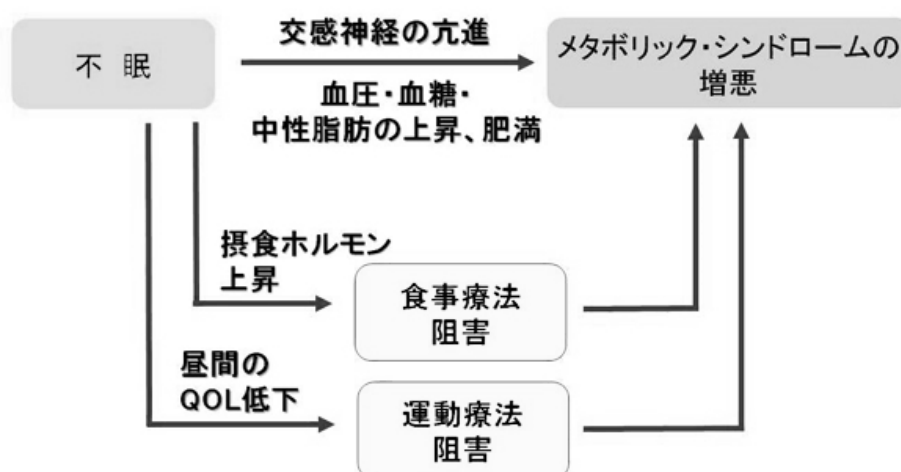 不 眠
交感神経の亢進
血圧・血糖・
中性脂肪の上昇、肥満
メタボリック・シンドロームの
増悪
摂食ホルモン
上昇
食事療法
阻害
昼間の
QOL低下
運動療法
阻害